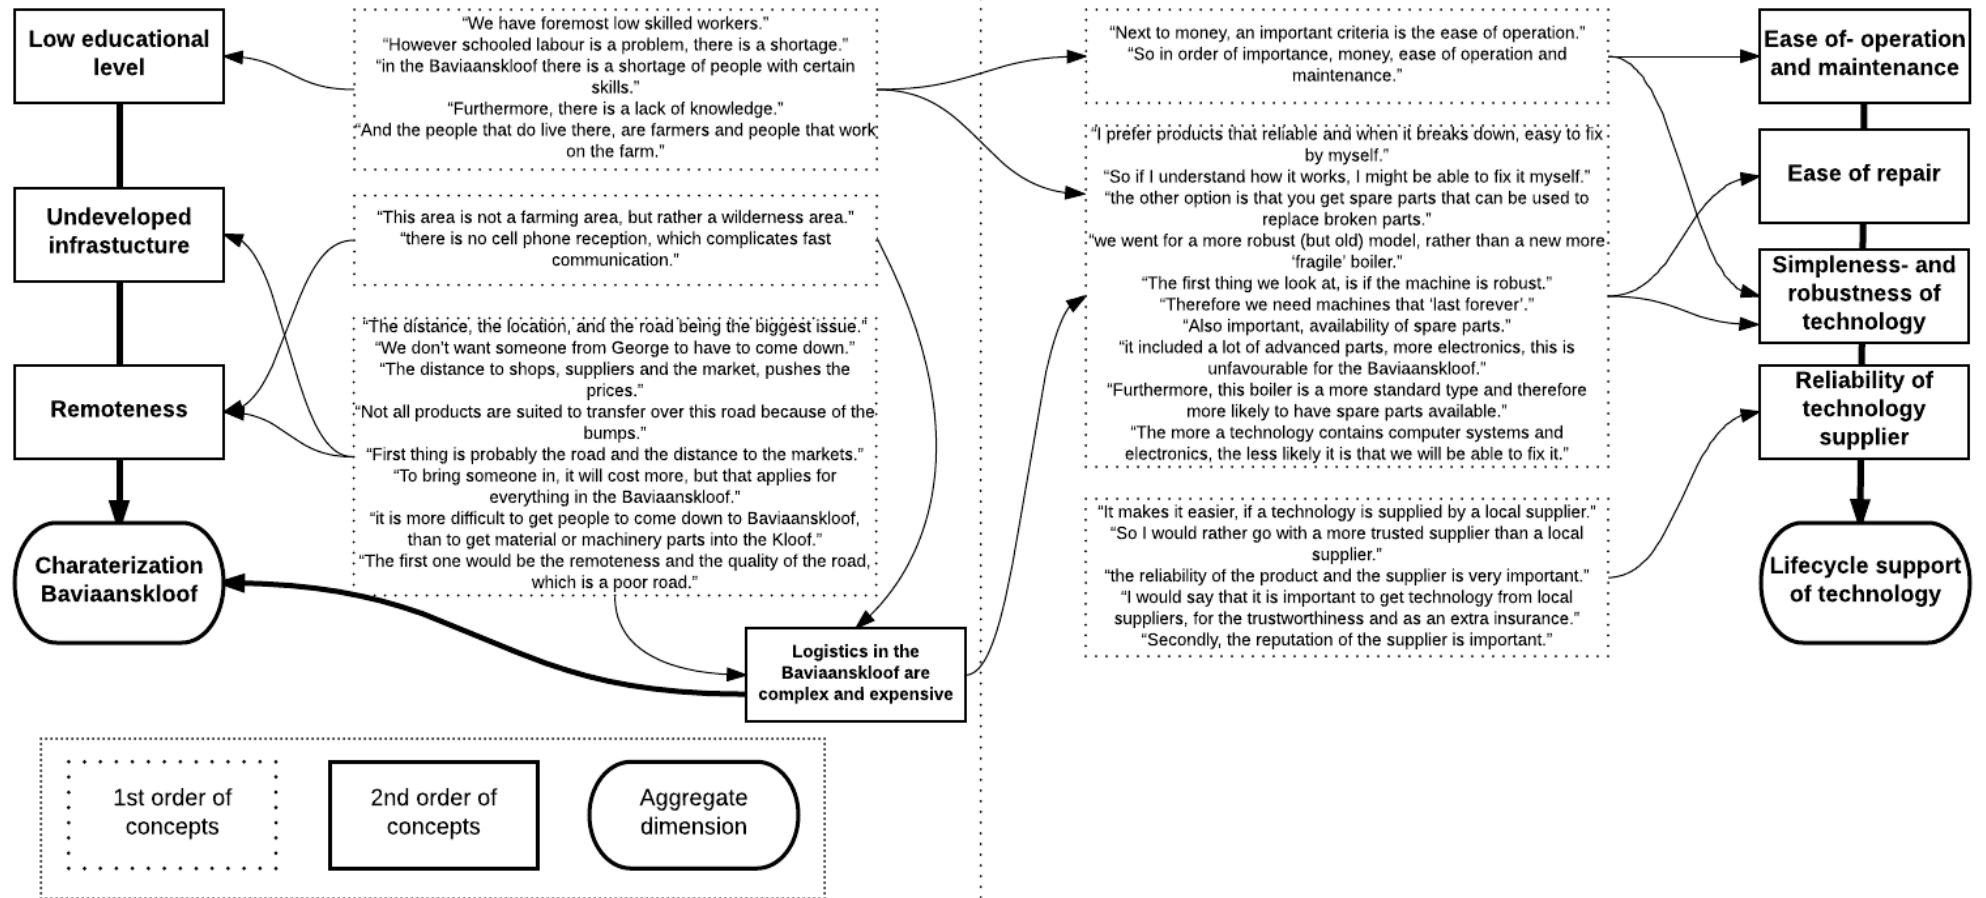 Low educational
level
Undeveloped
infrastucture
Remoteness
Charaterization
Baviaanskloof
“We have foremost low skilled workers.”
“However schooled labour is a problem, there is a shortage.”
“in the Baviaanskloof there is a shortage of people with certain
skills.”
“Furthermore, there is a lack of knowledge.”
“And the people that do live there, are farmers and people that work
on the farm.”
“This area is not a farming area, but rather a wilderness area.”
“there is no cell phone reception, which complicates fast
communication.”
“The distance, the location, and the road being the biggest issue.”
“We don’t want someone from George to have to come down.”
“The distance to shops, suppliers and the market, pushes the
prices.”
“Not all products are suited to transfer over this road because of the
bumps.”
“First thing is probably the road and the distance to the markets.”
“To bring someone in, it will cost more, but that applies for
everything in the Baviaanskloof.”
“it is more difficult to get people to come down to Baviaanskloof,
than to get material or machinery parts into the Kloof.”
“The first one would be the remoteness and the quality of the road,
which is a poor road.”
Logistics in the
Baviaanskloof are
complex and expensive
“Next to money, an important criteria is the ease of operation.”
“So in order of importance, money, ease of operation and
maintenance.”
“I prefer products that reliable and when it breaks down, easy to fix
by myself.”
“So if I understand how it works, I might be able to fix it myself.”
“the other option is that you get spare parts that can be used to
replace broken parts.”
“we went for a more robust (but old) model, rather than a new more
‘fragile’ boiler.”
“The first thing we look at, is if the machine is robust.”
“Therefore we need machines that ‘last forever’.”
“Also important, availability of spare parts.”
“it included a lot of advanced parts, more electronics, this is
unfavourable for the Baviaanskloof.”
“Furthermore, this boiler is a more standard type and therefore
more likely to have spare parts available.”
“The more a technology contains computer systems and
electronics, the less likely it is that we will be able to fix it.”
“It makes it easier, if a technology is supplied by a local supplier.”
“So I would rather go with a more trusted supplier than a local
supplier.”
“the reliability of the product and the supplier is very important.”
“I would say that it is important to get technology from local
suppliers, for the trustworthiness and as an extra insurance.”
“Secondly, the reputation of the supplier is important.”
Ease of- operation
and maintenance
Ease of repair
Simpleness- and
robustness of
technology
Reliability of
technology
supplier
Lifecycle support
of technology
1st order of
concepts
2nd order of
concepts
Aggregate
dimension